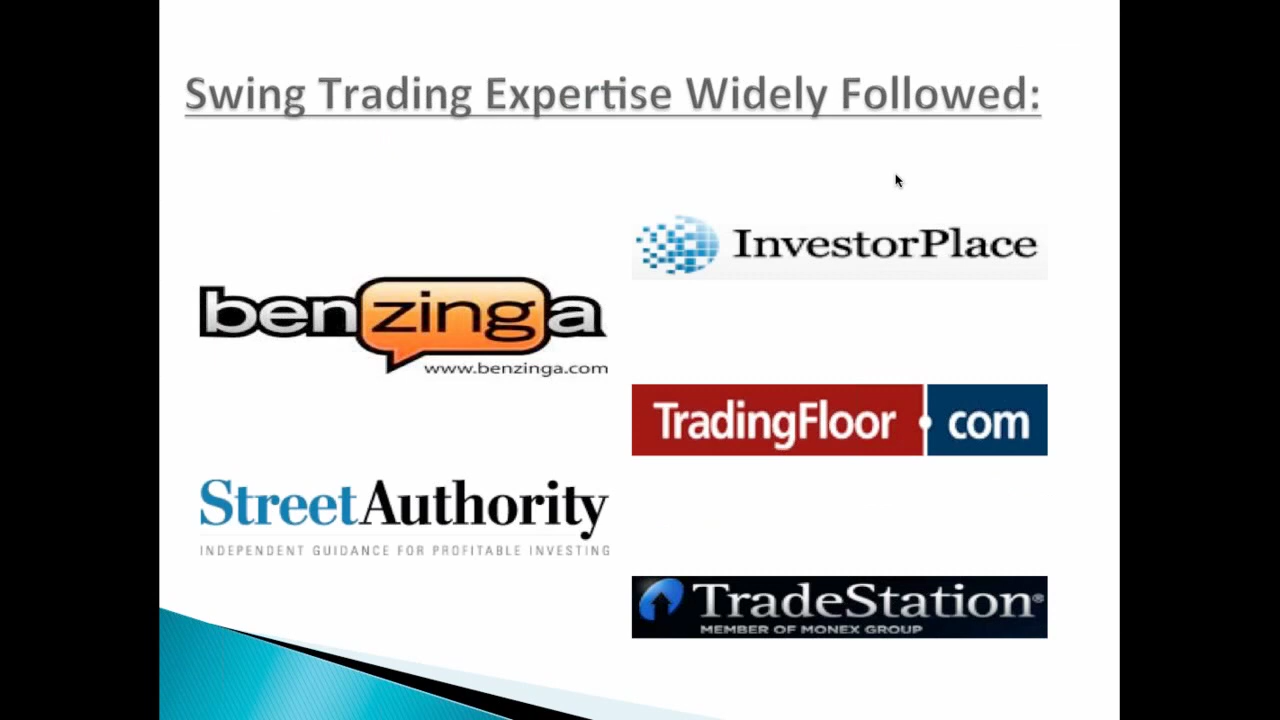 Swing Trading Expertise Widely Followed:
InvestorPlace
benzinga
www.benzinga.com
TradingFloor.com
StreetAuthority
INDEPENDENT GUIDANCE FOR PROFITABLE INVESTING
TradeStation®
MEMBER OF MONEX GROUP